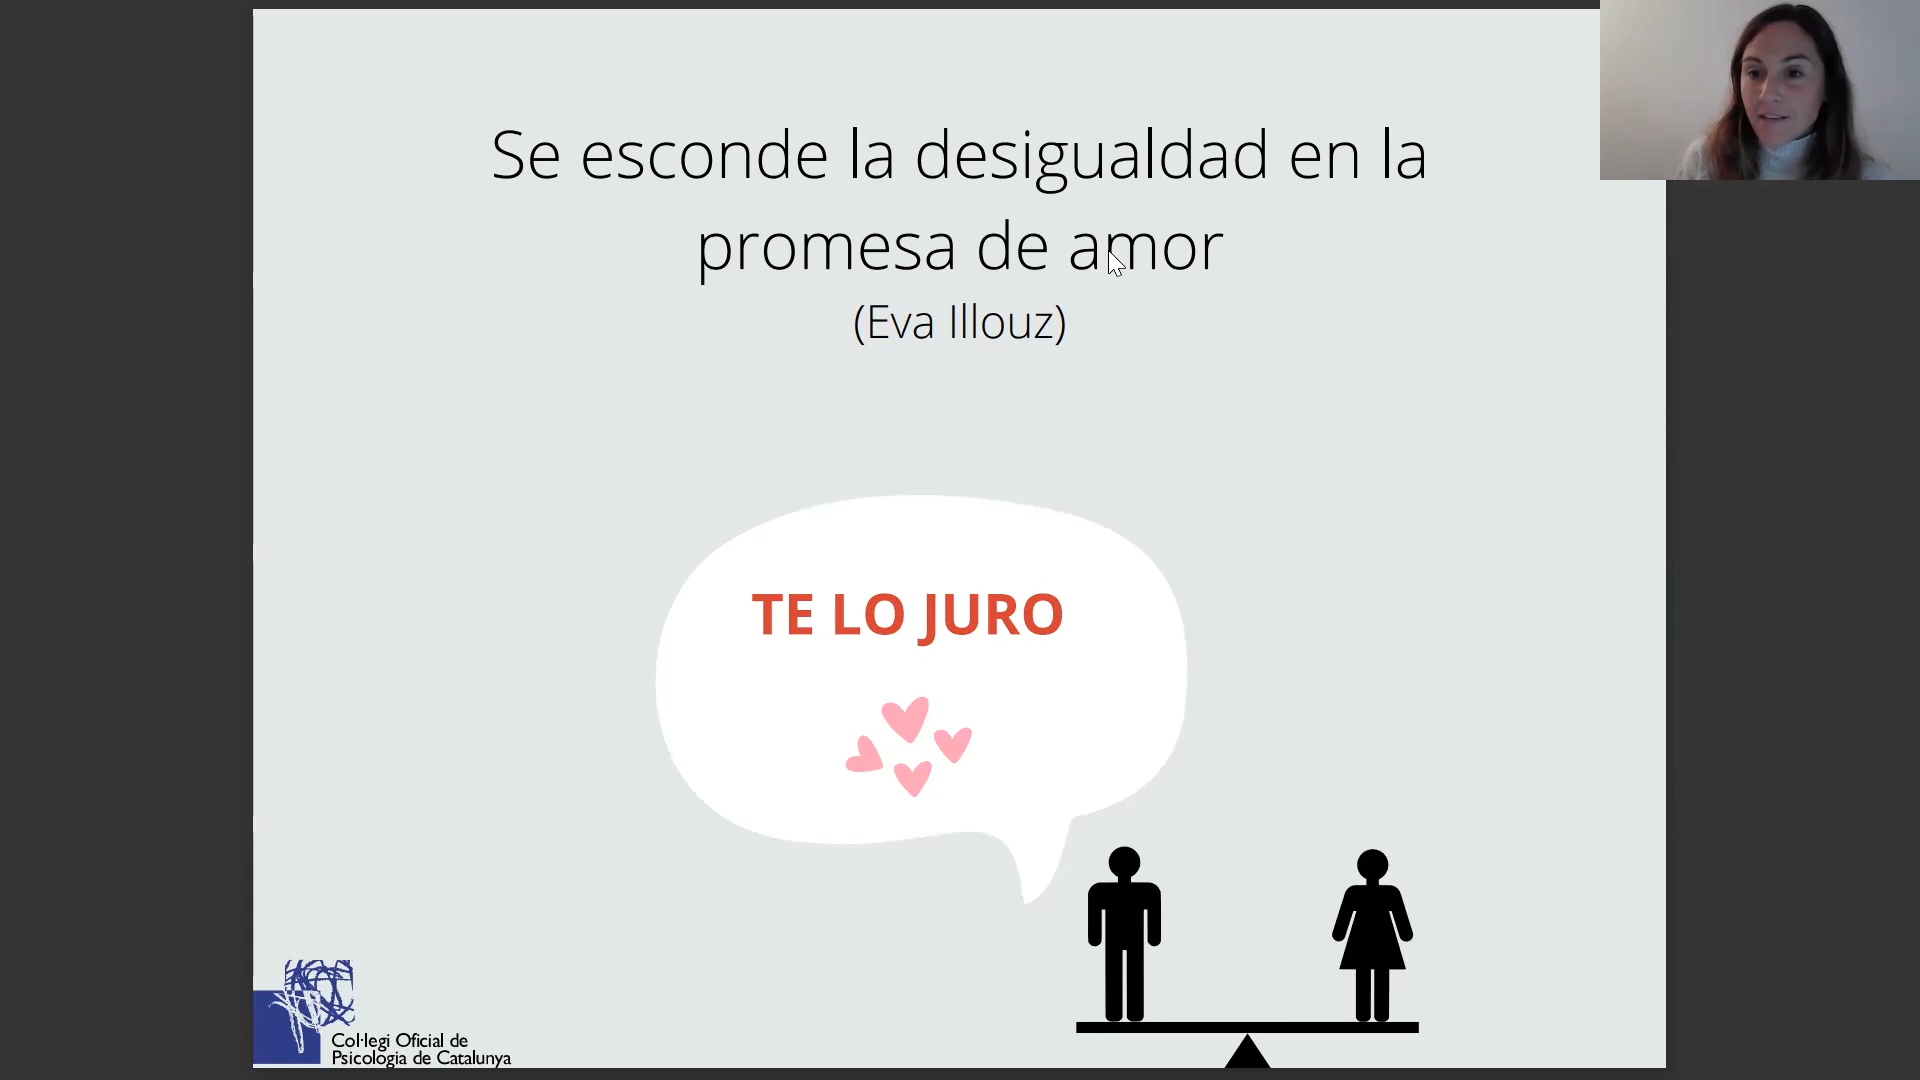 Se esconde la desigualdad en la
promesa de amor
(Eva Illouz)
TE LO JURO
Col·legi Oficial de
Psicologia de Catalunya